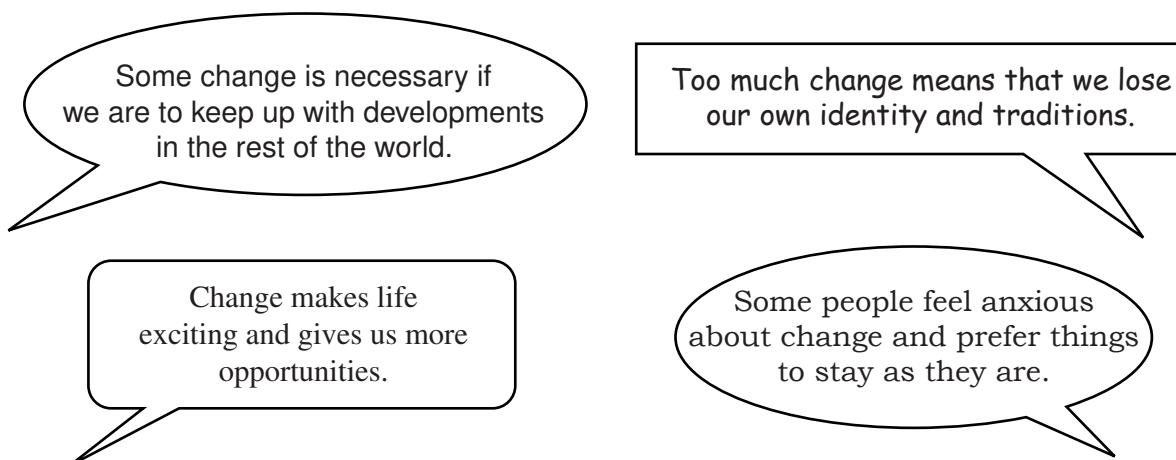 Some change is necessary if
we are to keep up with developments
in the rest of the world.
Too much change means that we lose
our own identity and traditions.
Change makes life
exciting and gives us more
opportunities.
Some people feel anxious
about change and prefer things
to stay as they are.